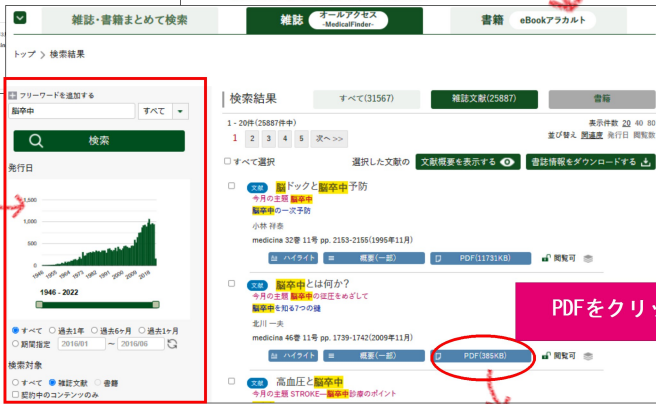 雑誌・書籍まとめて検索
雑誌 オールアクセス
-MedicalFinder-
書籍 eBookアラカルト
トップ > 検索結果
フリーワードを追加する
脳卒中 すべて
検索
発行日
1,500
1,000
500
0
1946 1955 1964 1973 1982 1991 2000 2009 2018
1946 - 2022
すべて 過去1年 過去6ヶ月 過去1ヶ月
期間指定 2016/01 ~ 2016/06
検索対象
すべて 雑誌文献 書籍
契約中のコンテンツのみ
検索結果 すべて(31567) 雑誌文献(25887) 書籍
1 - 20件(25887件中) 表示件数 20 40 80
1 2 3 4 5 次へ >> 並び替え 関連度 発行日 閲覧数
すべて選択 選択した文献の 文献概要を表示する 書誌情報をダウンロードする
文献 脳ドックと脳卒中予防
今月の主題 脳卒中
脳卒中の一次予防
小林 祥泰
medicina 32巻 11号 pp. 2153-2155(1995年11月)
ハイライト 概要(一部) PDF(11731KB) 閲覧可
文献 脳卒中とは何か?
今月の主題 脳卒中の征圧をめざして
脳卒中を知る7つの鍵
北川 一夫
medicina 46巻 11号 pp. 1739-1742(2009年11月)
PDFをクリッ
ハイライト 概要(一部) PDF(385KB) 閲覧可
文献 高血圧と脳卒中
今月の主題 STROKE―脳卒中診療のポイント